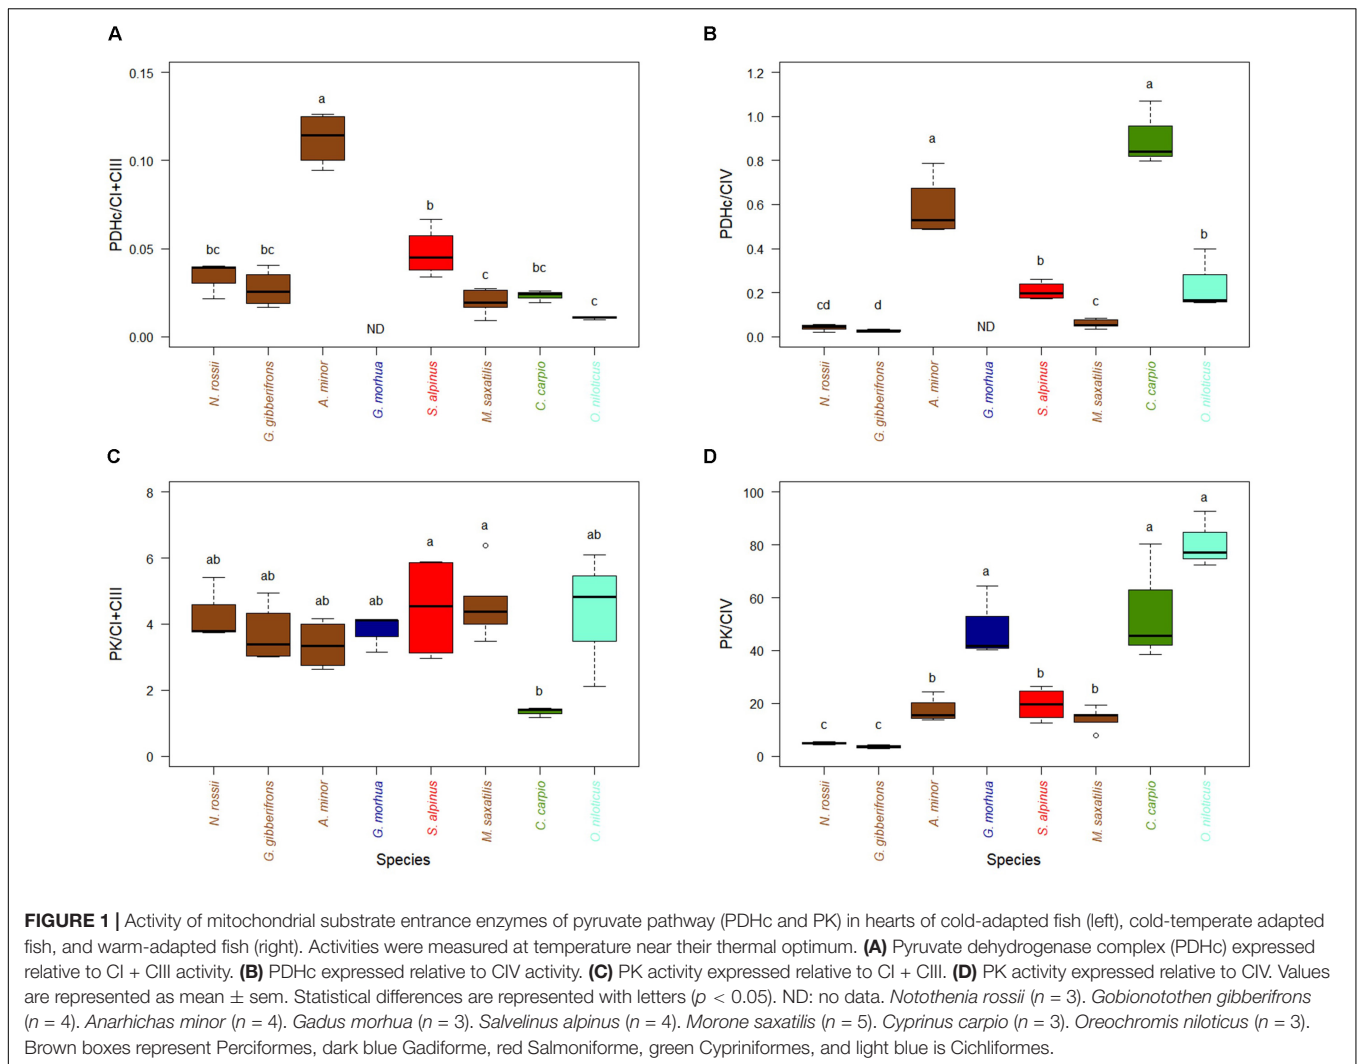 A
PDHc/CI+CIII
0.15
0.10
0.05
0.00
bc
bc
a
ND
b
c
bc
c
N. rossii
G. gibberifrons
A. minor
G. morhua
S. alpinus
M. saxatilis
C. carpio
O. niloticus
B
PDHc/CIV
1.2
1.0
0.8
0.6
0.4
0.2
0.0
cd
d
a
ND
b
c
a
b
N. rossii
G. gibberifrons
A. minor
G. morhua
S. alpinus
M. saxatilis
C. carpio
O. niloticus
C
PK/CI+CIII
8
6
4
2
0
ab
ab
ab
ab
a
a
b
ab
N. rossii
G. gibberifrons
A. minor
G. morhua
S. alpinus
M. saxatilis
C. carpio
O. niloticus
Species
D
PK/CIV
100
80
60
40
20
0
c
c
b
a
b
b
a
a
N. rossii
G. gibberifrons
A. minor
G. morhua
S. alpinus
M. saxatilis
C. carpio
O. niloticus
Species
FIGURE 1 | Activity of mitochondrial substrate entrance enzymes of pyruvate pathway (PDHc and PK) in hearts of cold-adapted fish (left), cold-temperate adapted
fish, and warm-adapted fish (right). Activities were measured at temperature near their thermal optimum. (A) Pyruvate dehydrogenase complex (PDHc) expressed
relative to CI + CIII activity. (B) PDHc expressed relative to CIV activity. (C) PK activity expressed relative to CI + CIII. (D) PK activity expressed relative to CIV. Values
are represented as mean ± sem. Statistical differences are represented with letters (p < 0.05). ND: no data. Notothenia rossii (n = 3). Gobionotothen gibberifrons
(n = 4). Anarhichas minor (n = 4). Gadus morhua (n = 3). Salvelinus alpinus (n = 4). Morone saxatilis (n = 5). Cyprinus carpio (n = 3). Oreochromis niloticus (n = 3).
Brown boxes represent Perciformes, dark blue Gadiforme, red Salmoniforme, green Cypriniformes, and light blue is Cichliformes.